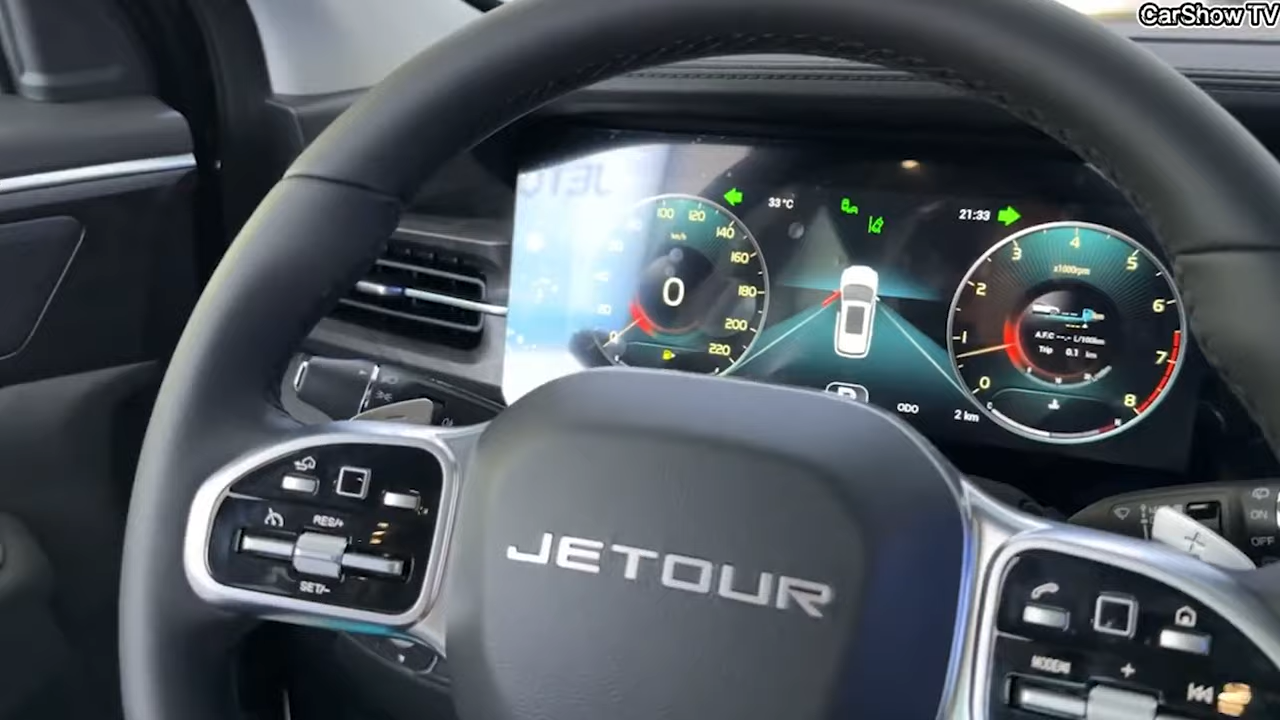 CarShow TV
33°C
21:33
100
120
140
160
180
200
220
km/h
0
0
1
2
3
4
5
6
7
8
x1000rpm
A.F.C --.- L/100km
Trip 0.1 km
P
ODO 2 km
RES/+
SET/-
JETOUR
ON
OFF
MODE/
+